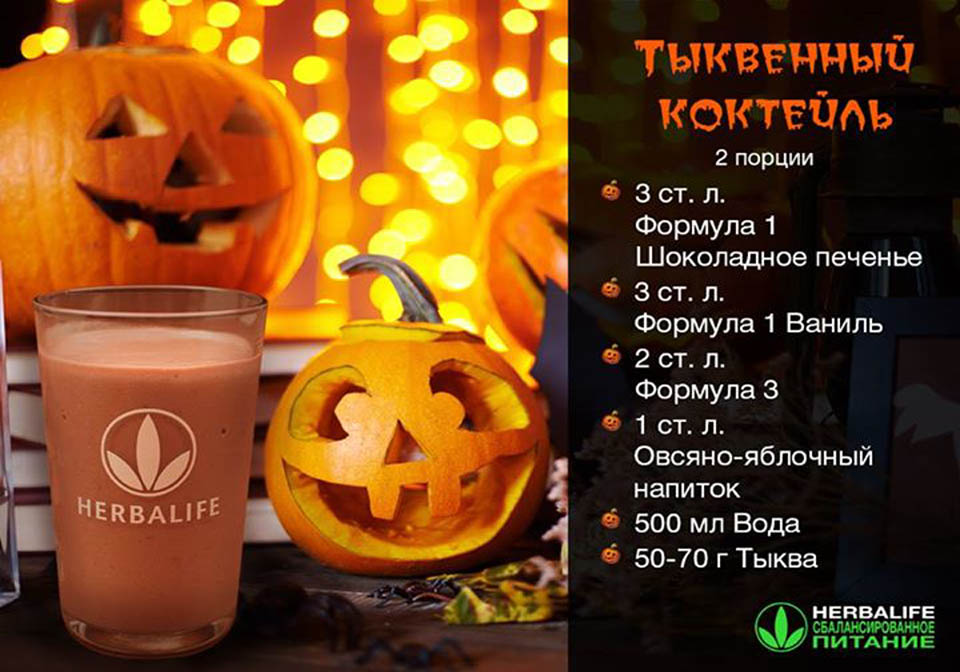 HERBALIFE
Тыквенный
коктейль
2 порции
3 ст. л.
Формула 1
Шоколадное печенье
3 ст. л.
Формула 1 Ваниль
2 ст. л.
Формула 3
1 ст. л.
Овсяно-яблочный
напиток
500 мл Вода
50-70 г Тыква
HERBALIFE
СБАЛАНСИРОВАННОЕ
ПИТАНИЕ